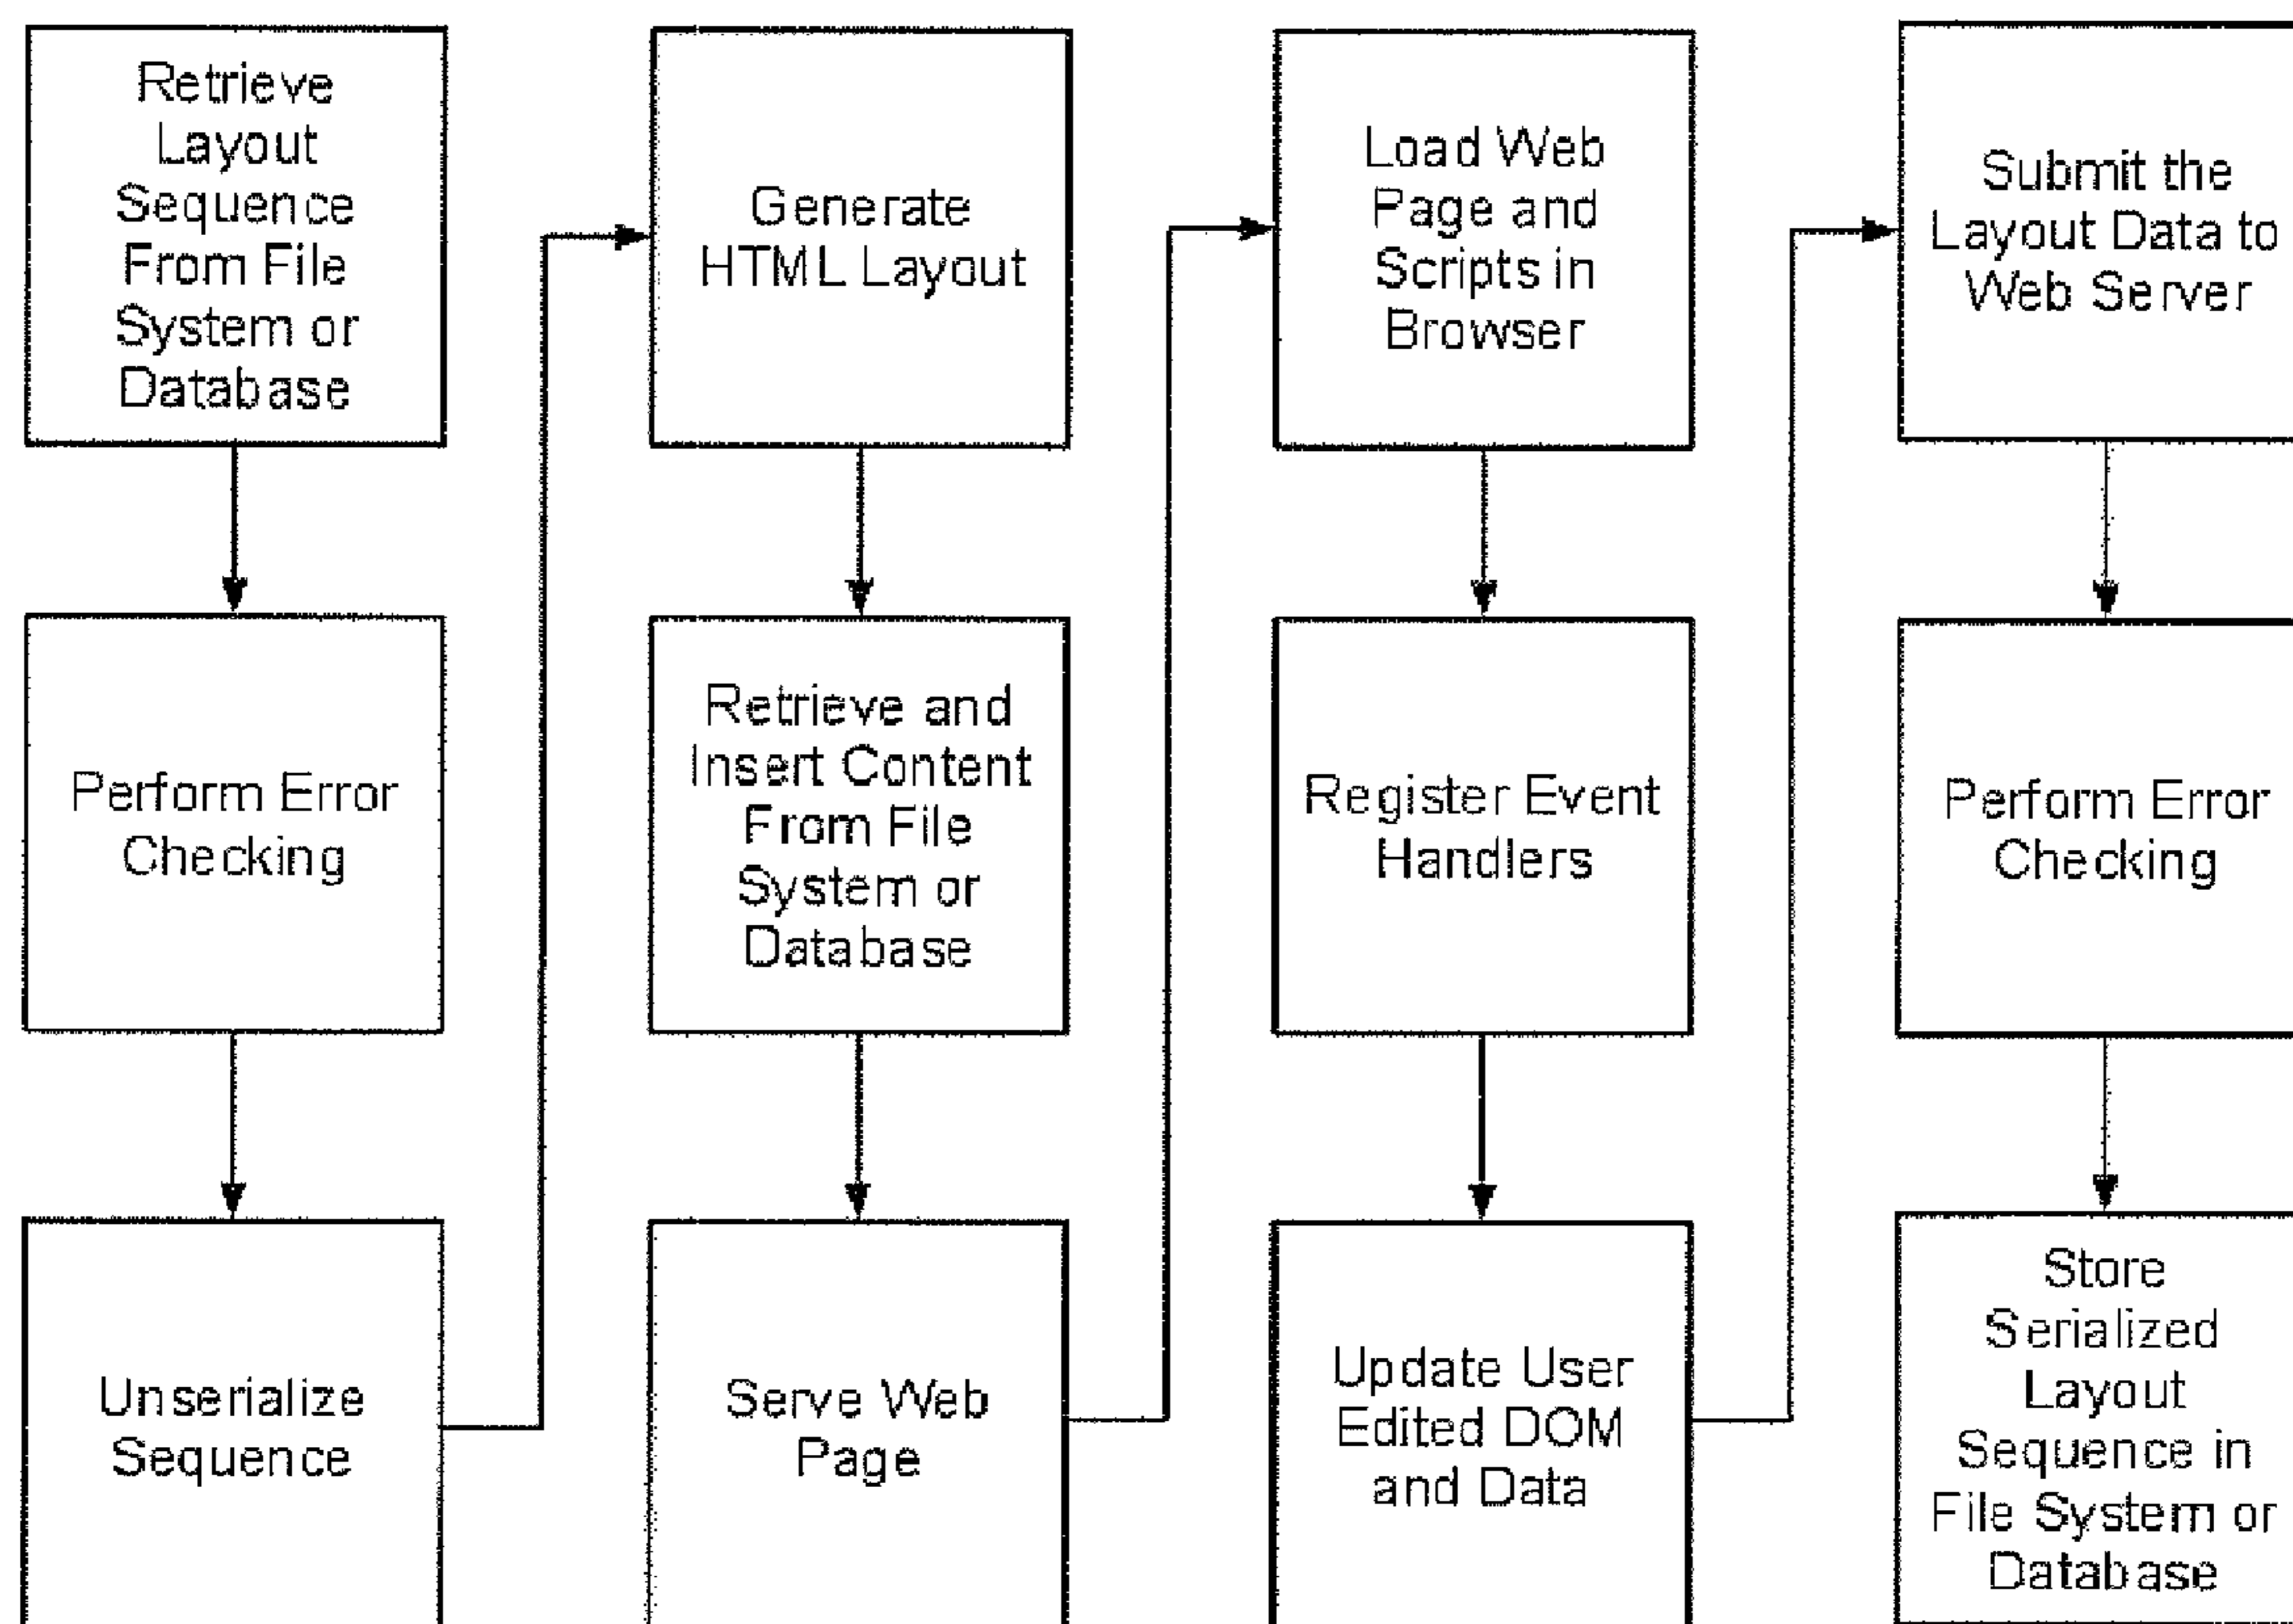 Retrieve
Layout
Sequence
From File
System or
Database
Perform Error
Checking
Unserialize
Sequence
Generate
HTML Layout
Retrieve and
Insert Content
From File
System or
Database
Serve Web
Page
Load Web
Page and
Scripts in
Browser
Register Event
Handlers
Update User
Edited DOM
and Data
Submit the
Layout Data to
Web Server
Perform Error
Checking
Store
Serialized
Layout
Sequence in
File System or
Database